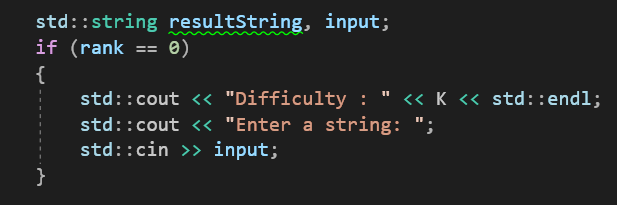 std::string resultString, input;
if (rank == 0)
{
std::cout << "Difficulty : " << K << std::endl;
std::cout << "Enter a string: ";
std::cin >> input;
}